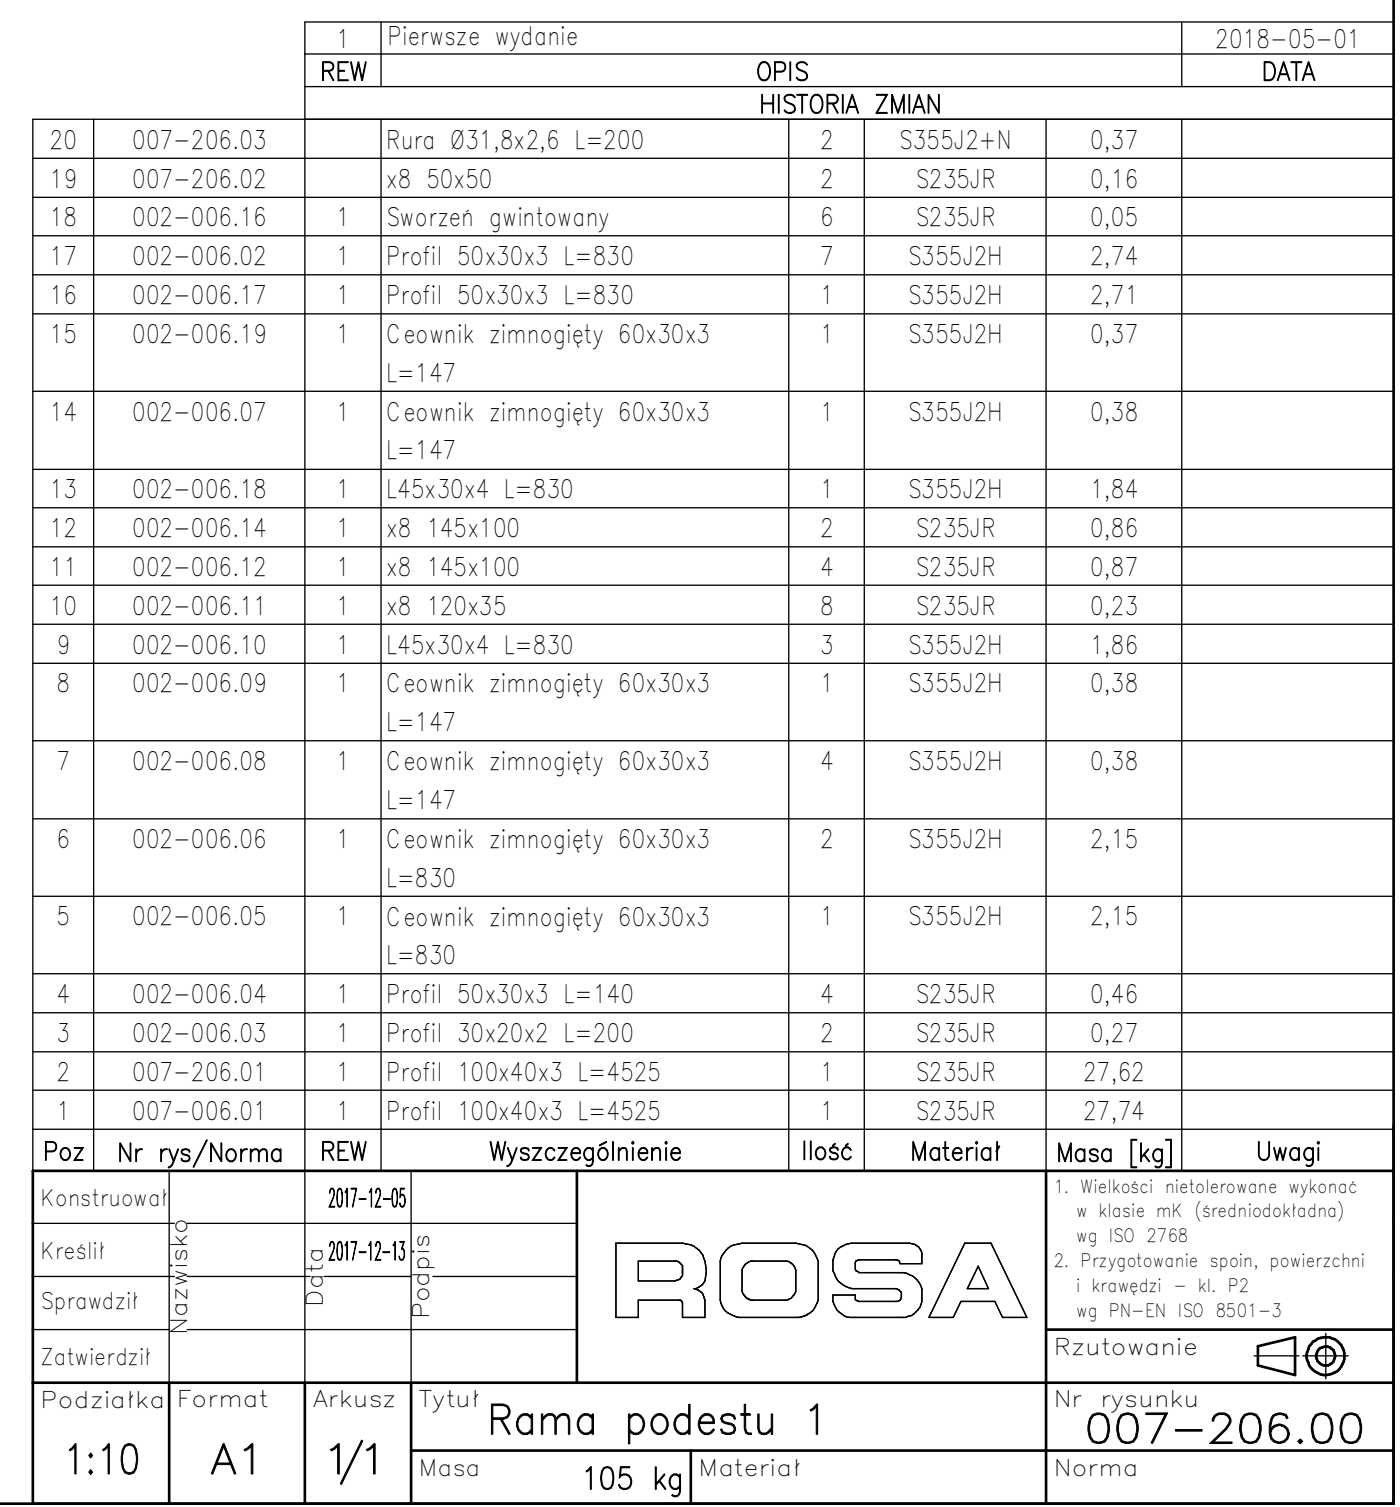 1 Pierwsze wydanie 2018-05-01
REW OPIS DATA
HISTORIA ZMIAN
20 007-206.03 Rura Ø31,8x2,6 L=200 2 S355J2+N 0,37
19 007-206.02 x8 50x50 2 S235JR 0,16
18 002-006.16 1 Sworzeń gwintowany 6 S235JR 0,05
17 002-006.02 1 Profil 50x30x3 L=830 7 S355J2H 2,74
16 002-006.17 1 Profil 50x30x3 L=830 1 S355J2H 2,71
15 002-006.19 1 Ceownik zimnogięty 60x30x3 1 S355J2H 0,37
L=147
14 002-006.07 1 Ceownik zimnogięty 60x30x3 1 S355J2H 0,38
L=147
13 002-006.18 1 L45x30x4 L=830 1 S355J2H 1,84
12 002-006.14 1 x8 145x100 2 S235JR 0,86
11 002-006.12 1 x8 145x100 4 S235JR 0,87
10 002-006.11 1 x8 120x35 8 S235JR 0,23
9 002-006.10 1 L45x30x4 L=830 3 S355J2H 1,86
8 002-006.09 1 Ceownik zimnogięty 60x30x3 1 S355J2H 0,38
L=147
7 002-006.08 1 Ceownik zimnogięty 60x30x3 4 S355J2H 0,38
L=147
6 002-006.06 1 Ceownik zimnogięty 60x30x3 2 S355J2H 2,15
L=830
5 002-006.05 1 Ceownik zimnogięty 60x30x3 1 S355J2H 2,15
L=830
4 002-006.04 1 Profil 50x30x3 L=140 4 S235JR 0,46
3 002-006.03 1 Profil 30x20x2 L=200 2 S235JR 0,27
2 007-206.01 1 Profil 100x40x3 L=4525 1 S235JR 27,62
1 007-006.01 1 Profil 100x40x3 L=4525 1 S235JR 27,74
Poz Nr rys/Norma REW Wyszczególnienie Ilość Materiał Masa [kg] Uwagi
Konstruował 2017-12-05
Kreślił 2017-12-13
Sprawdził
Zatwierdził
Nazwisko
Data
Podpis
ROSA
1. Wielkości nietolerowane wykonać
w klasie mK (średniodokładna)
wg ISO 2768
2. Przygotowanie spoin, powierzchni
i krawędzi - kl. P2
wg PN-EN ISO 8501-3
Rzutowanie
Podziałka Format Arkusz Tytuł Nr rysunku
1:10 A1 1/1 Rama podestu 1 007-206.00
Masa 105 kg Materiał Norma